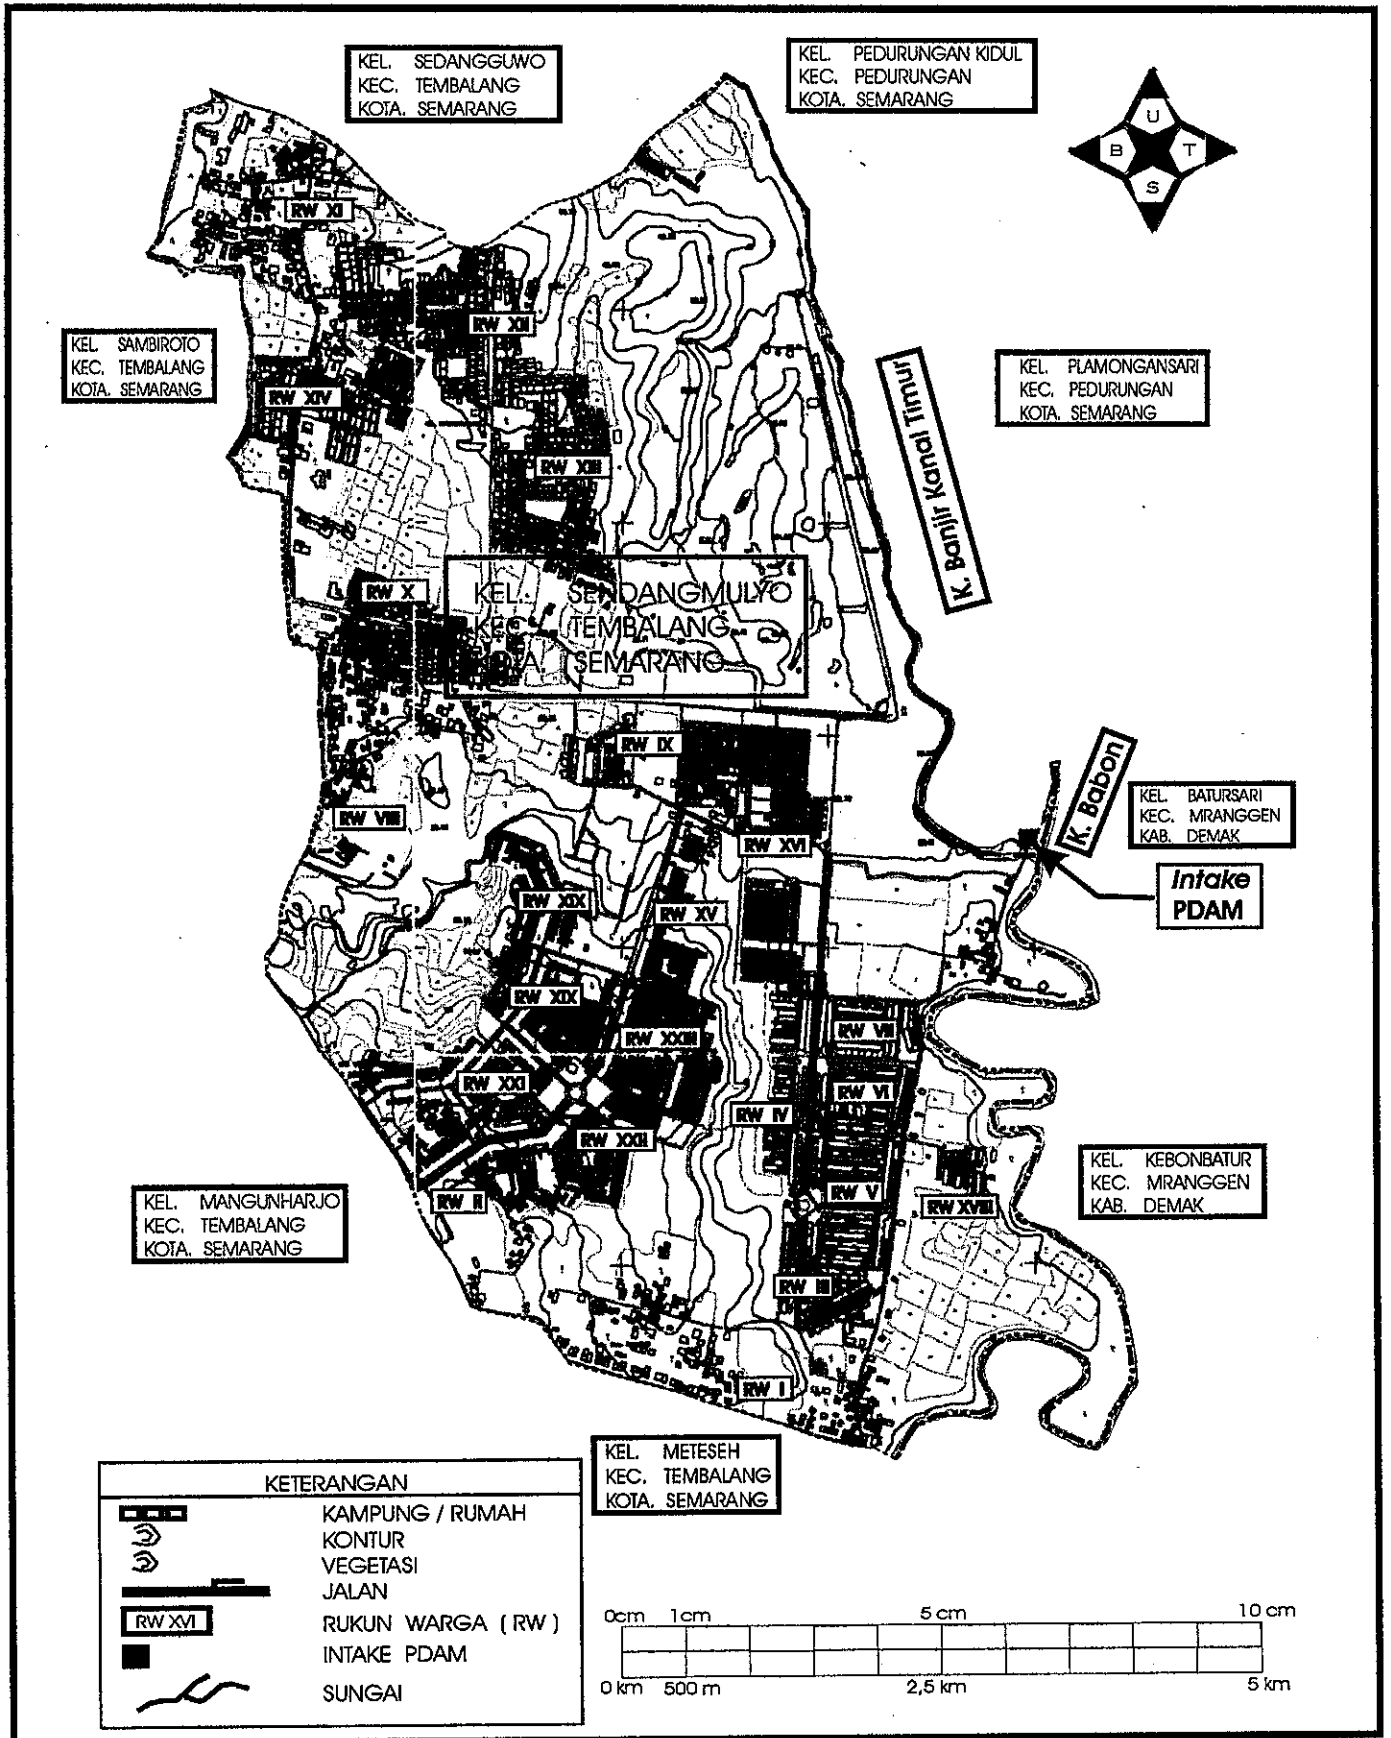 KEL. SEDANGGUWO
KEC. TEMBALANG
KOTA. SEMARANG
KEL. PEDURUNGAN KIDUL
KEC. PEDURUNGAN
KOTA. SEMARANG
U
B
T
S
RW XI
RW XII
KEL. SAMBIROTO
KEC. TEMBALANG
KOTA. SEMARANG
KEL. PLAMONGANSARI
KEC. PEDURUNGAN
KOTA. SEMARANG
RW XIV
K. Banjir Kanal Timur
RW XIII
RW X
KEL. SENDANGMULYO
KEC. TEMBALANG
KOTA. SEMARANG
RW IX
K. Babon
KEL. BATURSARI
KEC. MRANGGEN
KAB. DEMAK
RW VIII
RW XVI
Intake
PDAM
RW XIX
RW XV
RW XIX
RW XXIII
RW VII
RW XXI
RW VI
RW IV
RW XXII
KEL. KEBONBATUR
KEC. MRANGGEN
KAB. DEMAK
KEL. MANGUNHARJO
KEC. TEMBALANG
KOTA. SEMARANG
RW II
RW V
RW XVIII
RW III
RW I
KEL. METESEH
KEC. TEMBALANG
KOTA. SEMARANG
KETERANGAN
KAMPUNG / RUMAH
KONTUR
VEGETASI
JALAN
RW XVI RUKUN WARGA ( RW )
INTAKE PDAM
SUNGAI
0cm 1cm 5 cm 10 cm
0 km 500 m 2,5 km 5 km